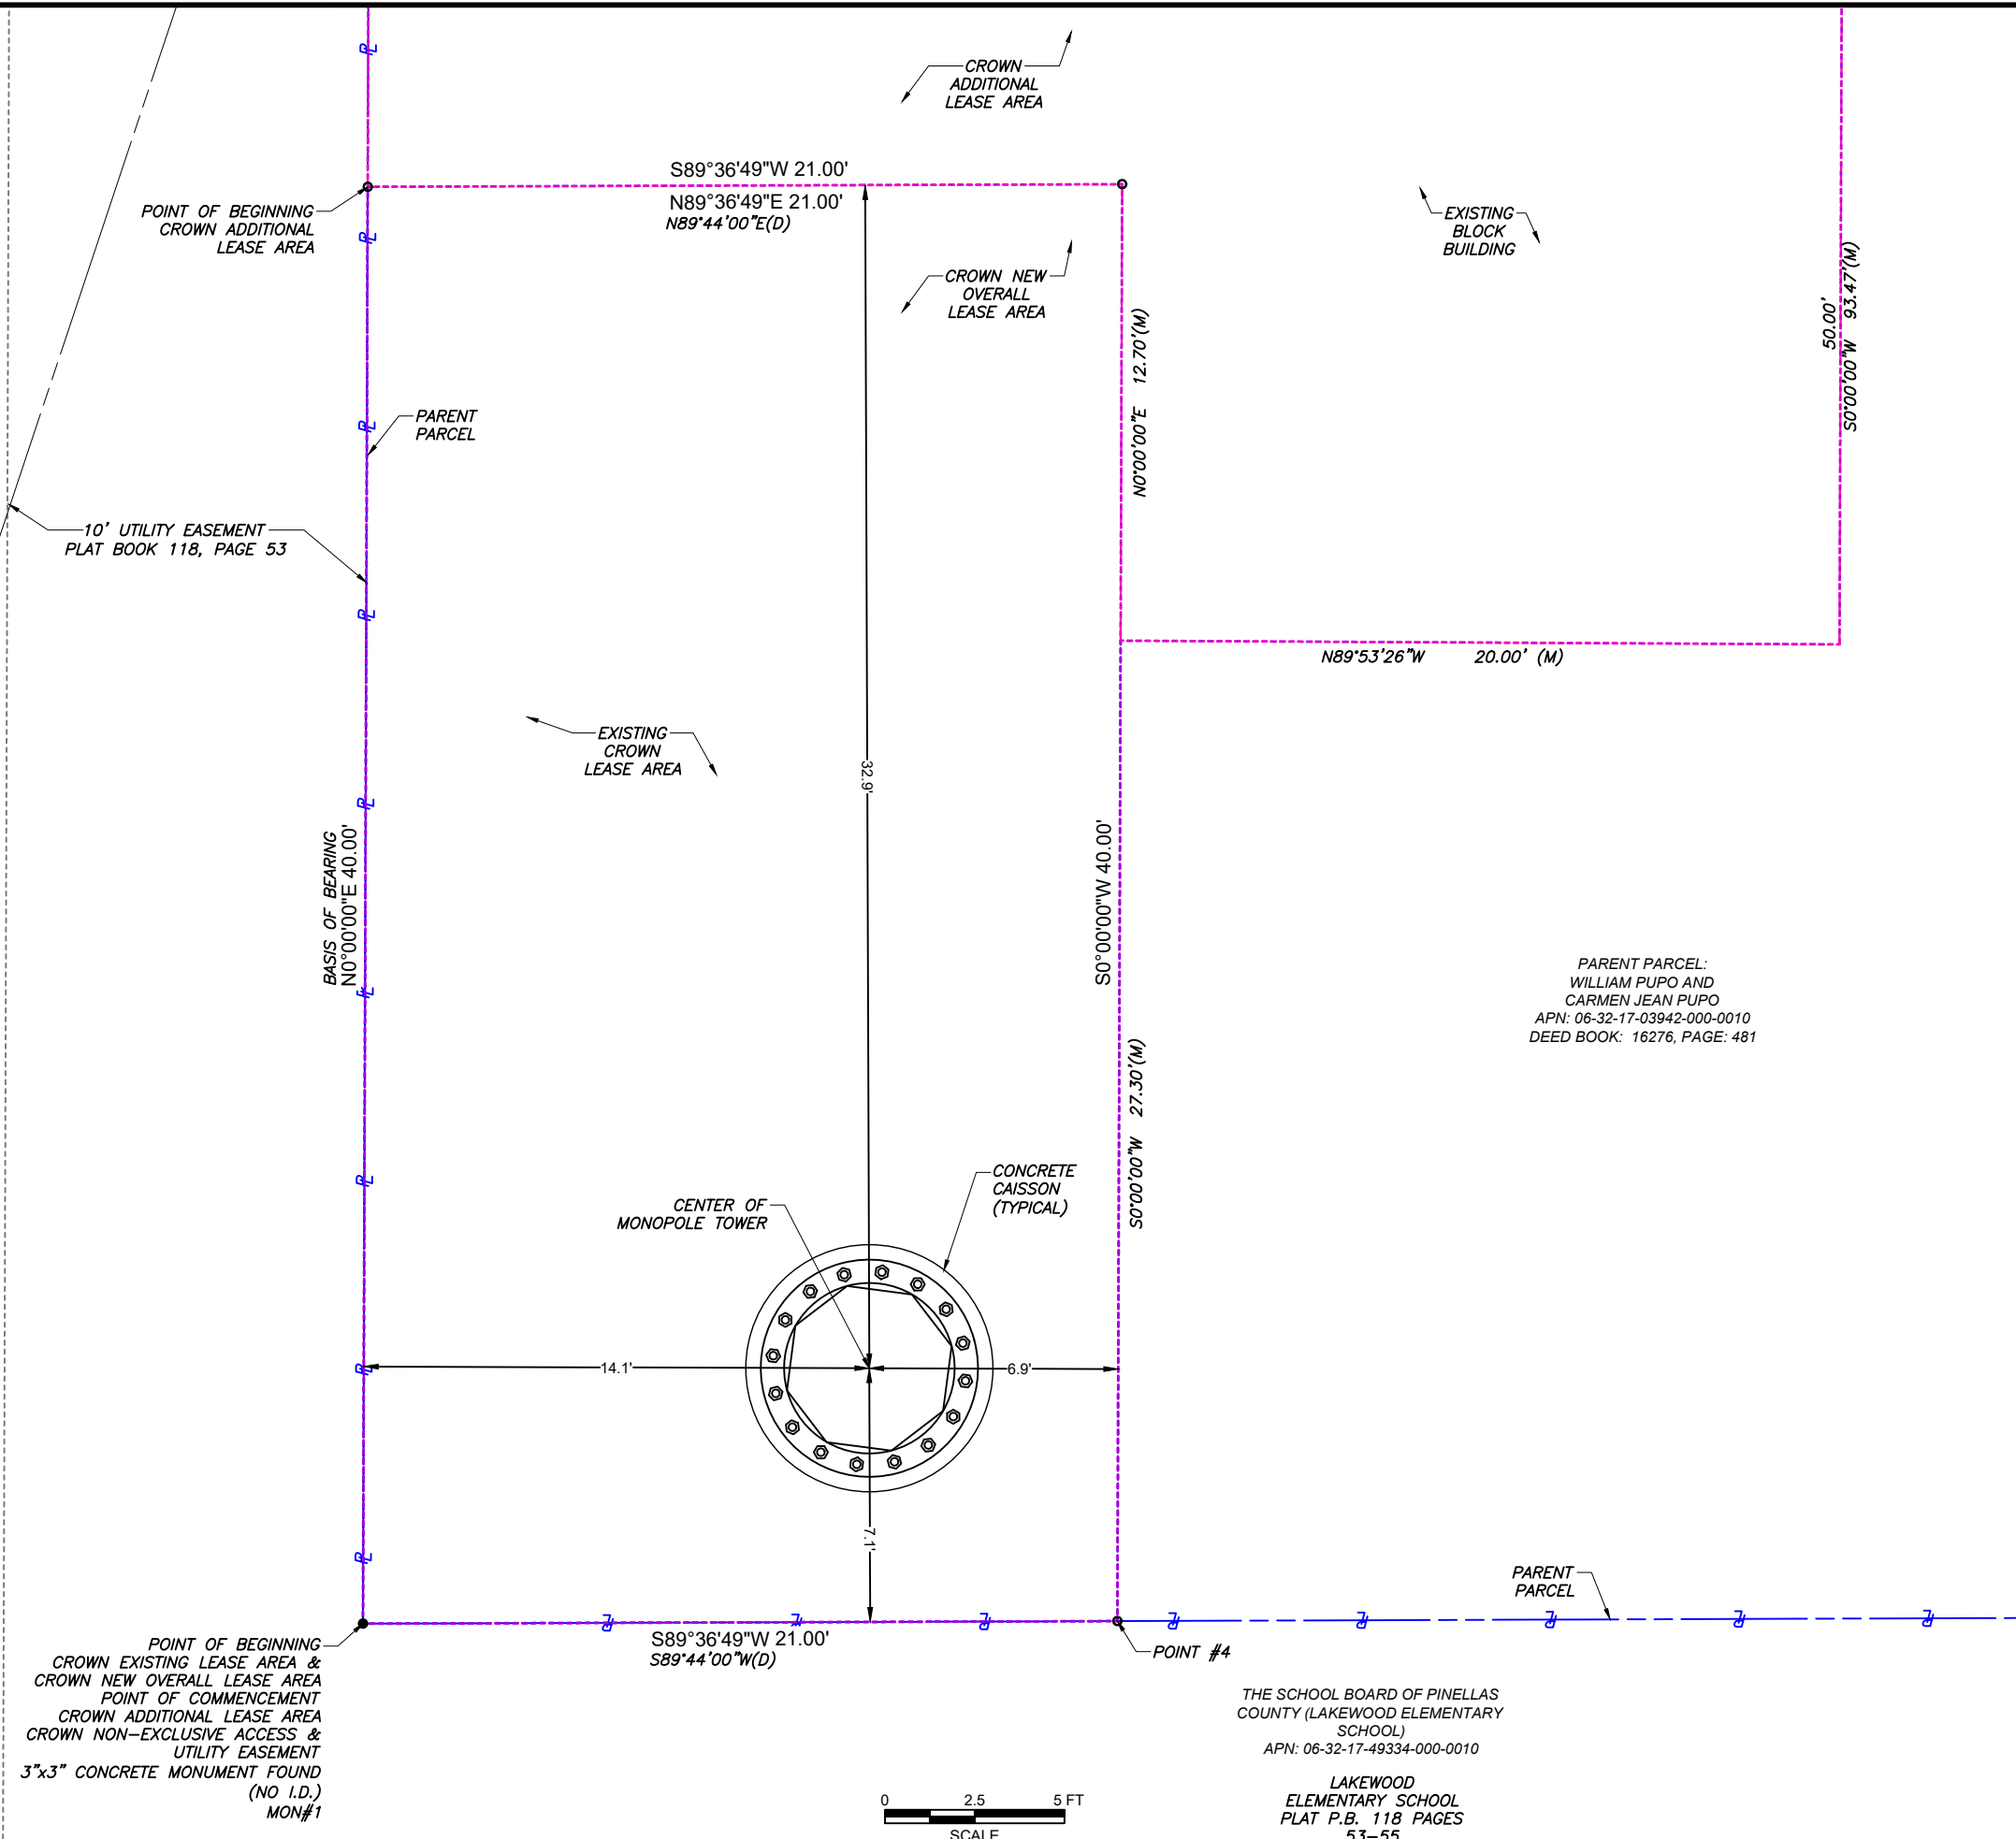 CROWN
ADDITIONAL
LEASE AREA
S89°36'49"W 21.00'
N89°36'49"E 21.00'
N89°44'00"E(D)
POINT OF BEGINNING
CROWN ADDITIONAL
LEASE AREA
EXISTING
BLOCK
BUILDING
CROWN NEW
OVERALL
LEASE AREA
N0°00'00"E 12.70'(M)
50.00'
S0°00'00"W 93.47'(M)
PARENT
PARCEL
10' UTILITY EASEMENT
PLAT BOOK 118, PAGE 53
N89°53'26"W 20.00' (M)
EXISTING
CROWN
LEASE AREA
32.9'
BASIS OF BEARING
N0°00'00"E 40.00'
S0°00'00"W 40.00'
PARENT PARCEL:
WILLIAM PUPO AND
CARMEN JEAN PUPO
APN: 06-32-17-03942-000-0010
DEED BOOK: 16276, PAGE: 481
S0°00'00"W 27.30'(M)
CONCRETE
CAISSON
(TYPICAL)
CENTER OF
MONOPOLE TOWER
14.1'
6.9'
7.1'
PARENT
PARCEL
S89°36'49"W 21.00'
S89°44'00"W(D)
POINT #4
POINT OF BEGINNING
CROWN EXISTING LEASE AREA &
CROWN NEW OVERALL LEASE AREA
POINT OF COMMENCEMENT
CROWN ADDITIONAL LEASE AREA
CROWN NON-EXCLUSIVE ACCESS &
UTILITY EASEMENT
3"x3" CONCRETE MONUMENT FOUND
(NO I.D.)
MON#1
THE SCHOOL BOARD OF PINELLAS
COUNTY (LAKEWOOD ELEMENTARY
SCHOOL)
APN: 06-32-17-49334-000-0010
LAKEWOOD
ELEMENTARY SCHOOL
PLAT P.B. 118 PAGES
53-55
0 2.5 5 FT
SCALE